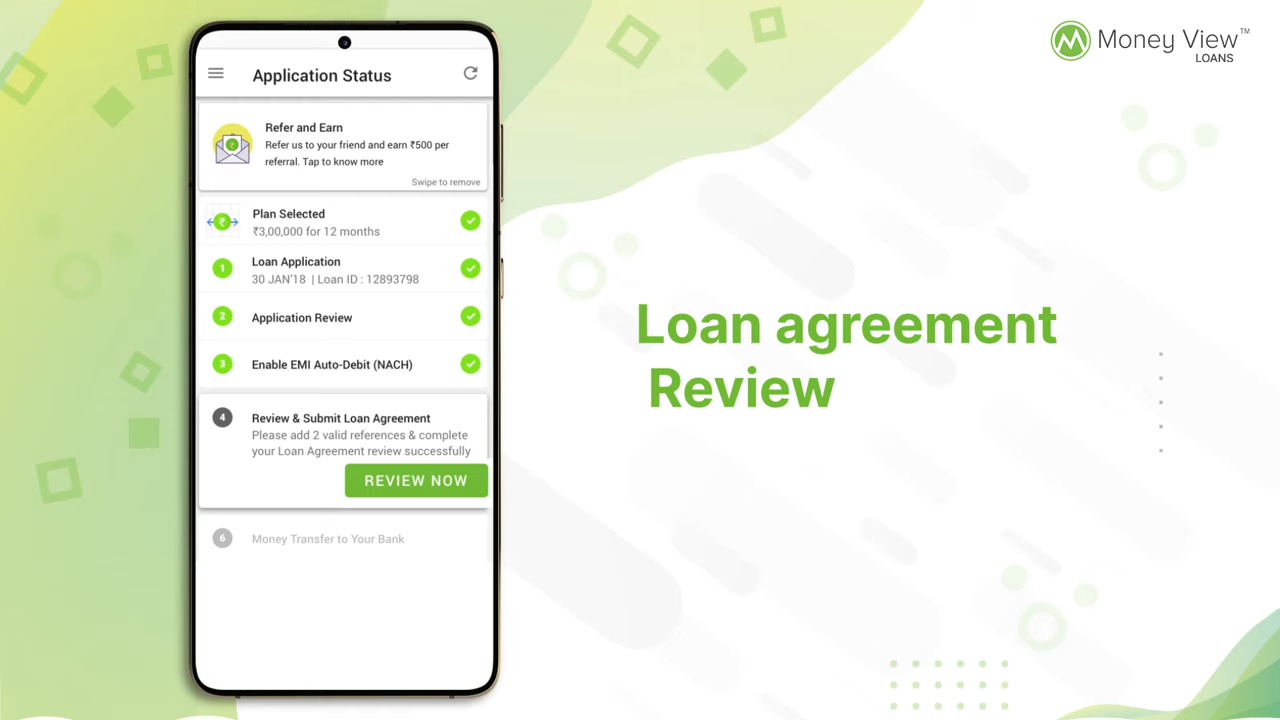 Money View™
LOANS
Application Status
Refer and Earn
Refer us to your friend and earn ₹500 per
referral. Tap to know more
Swipe to remove
₹
Plan Selected
₹3,00,000 for 12 months
1
Loan Application
30 JAN'18 | Loan ID : 12893798
2
Application Review
3
Enable EMI Auto-Debit (NACH)
4
Review & Submit Loan Agreement
Please add 2 valid references & complete
your Loan Agreement review successfully
REVIEW NOW
6
Money Transfer to Your Bank
Loan agreement
Review